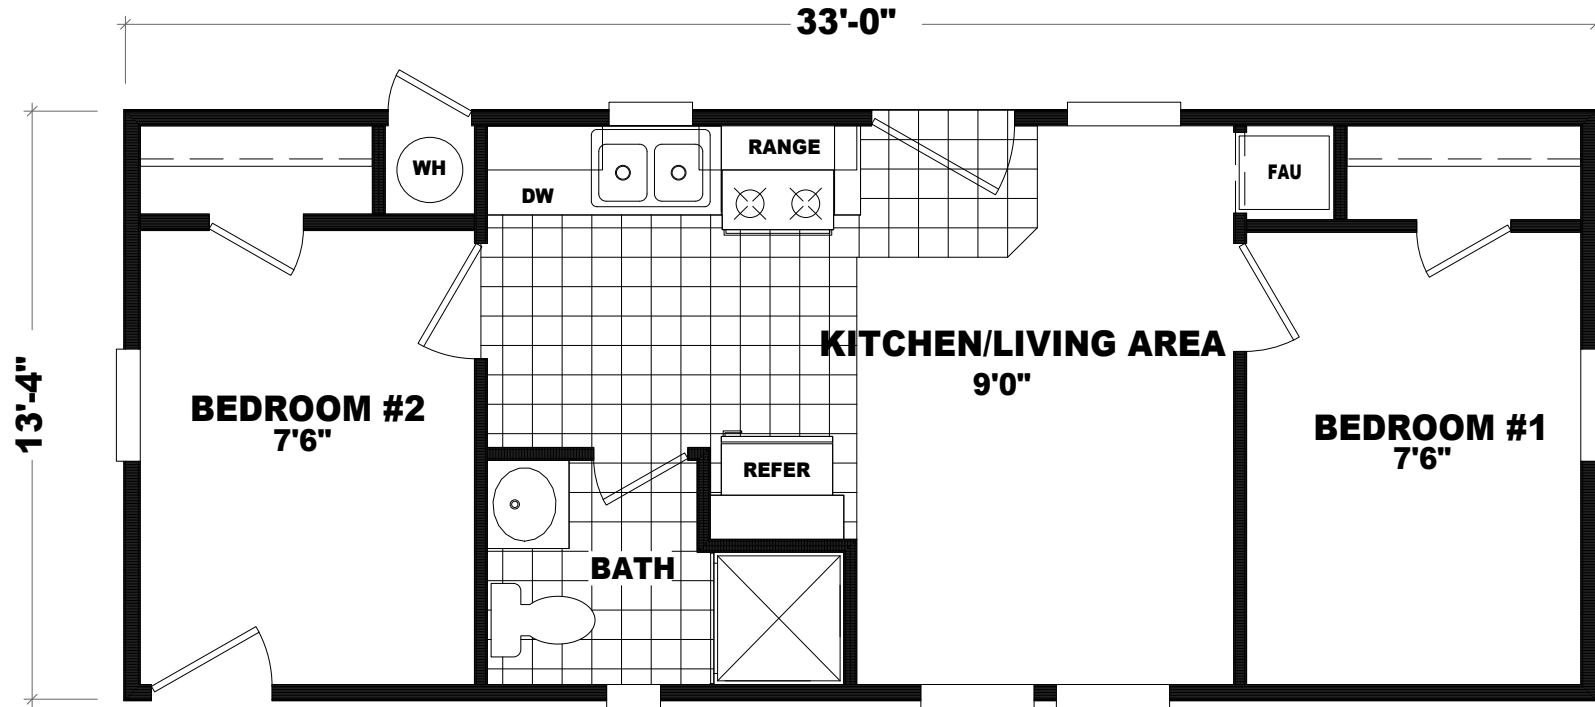 33'-0"
13'-4"
WH
DW
RANGE
FAU
KITCHEN/LIVING AREA
9'0"
BEDROOM #2
7'6"
BEDROOM #1
7'6"
REFER
BATH